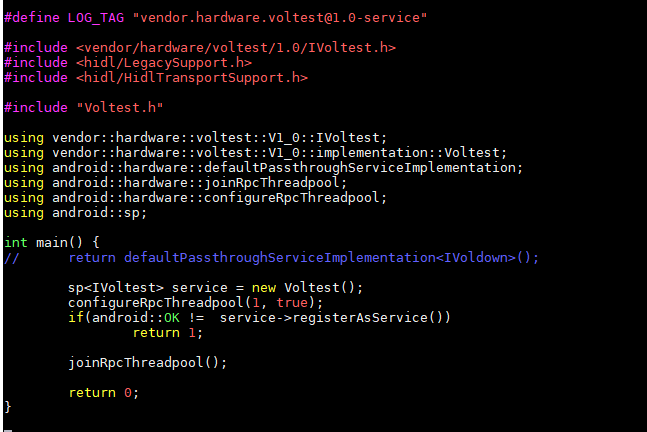 #define LOG_TAG "vendor.hardware.voltest@1.0-service"
#include <vendor/hardware/voltest/1.0/IVoltest.h>
#include <hidl/LegacySupport.h>
#include <hidl/HidlTransportSupport.h>
#include "Voltest.h"
using vendor::hardware::voltest::V1_0::IVoltest;
using vendor::hardware::voltest::V1_0::implementation::Voltest;
using android::hardware::defaultPassthroughServiceImplementation;
using android::hardware::joinRpcThreadpool;
using android::hardware::configureRpcThreadpool;
using android::sp;
int main() {
//      return defaultPassthroughServiceImplementation<IVoldown>();
        sp<IVoltest> service = new Voltest();
        configureRpcThreadpool(1, true);
        if(android::OK !=  service->registerAsService())
                return 1;
        joinRpcThreadpool();
        return 0;
}